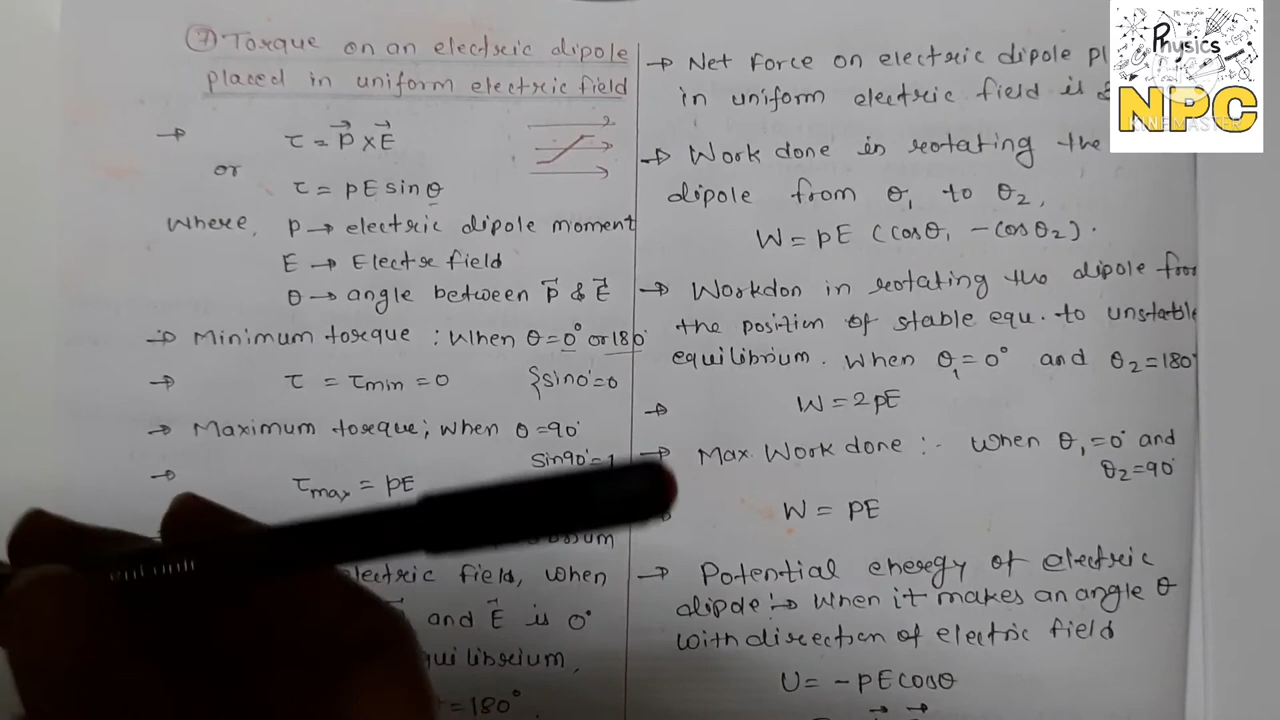 ⑦ Torque on an electric dipole
placed in uniform electric field
→ τ = p⃗ × E⃗
or
τ = pE sinθ
Where, p → electric dipole moment
E → Electrc field
θ → angle between p⃗ & E⃗
→ Minimum torque : When θ = 0° or 180°
→ τ = τmin = 0 {sin0° = 0
→ Maximum torque; when θ = 90°
sin90° = 1
→ τmax = pE
lectric field, when
and E⃗ is 0°
quilibrium,
= 180°.
→ Net Force on electric dipole pl
in uniform electric field is
→ Work done in rotating the
dipole from θ₁ to θ₂,
W = pE (cosθ₁ - cosθ₂).
→ Workdon in rotating the dipole from
the position of stable equ. to unstable
equilibrium. When θ₁ = 0° and θ₂ = 180
→ W = 2pE
→ Max. Work done :- When θ₁ = 0° and
θ₂ = 90°
W = pE
→ Potential energy of electric
dipole :→ When it makes an angle θ
with direction of electric field
U = -pE cosθ
Physics
NPC
KINEMASTER